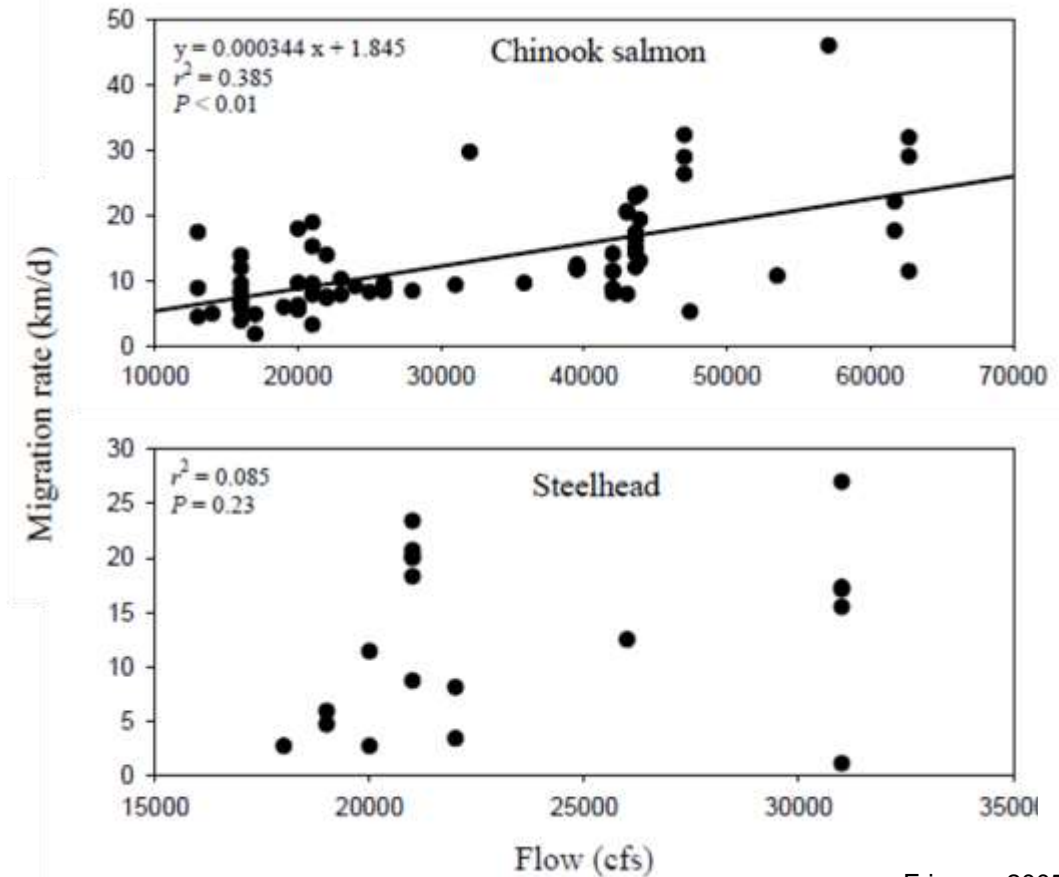 50
y = 0.000344 x + 1.845
Chinook salmon
r² = 0.385
P < 0.01
40
30
20
10
0
10000 20000 30000 40000 50000 60000 70000
Migration rate (km/d)
30
r² = 0.085
Steelhead
P = 0.23
25
20
15
10
5
0
15000 20000 25000 30000 3500
Flow (cfs)